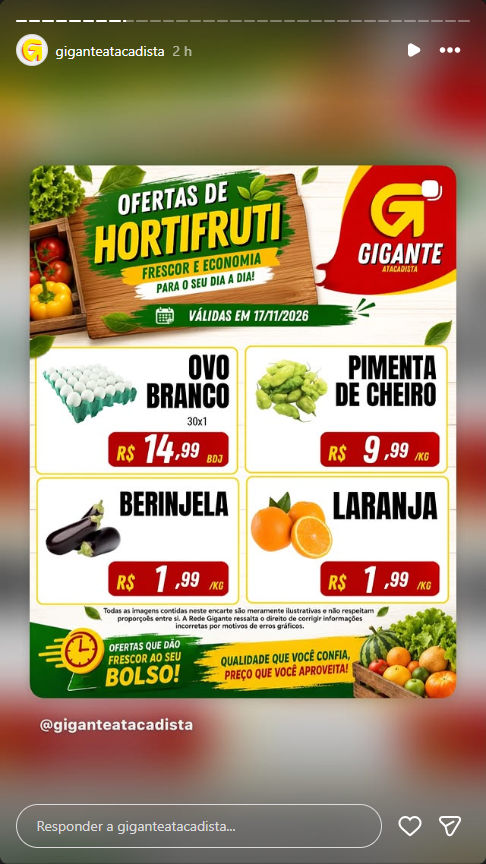 giganteatacadista 2 h
OFERTAS DE
HORTIFRUTI
FRESCOR E ECONOMIA
PARA O SEU DIA A DIA!
GIGANTE
ATACADISTA
VÁLIDAS EM 17/11/2026
OVO
BRANCO
30x1
R$ 14,99 BDJ
PIMENTA
DE CHEIRO
R$ 9,99 /KG
BERINJELA
R$ 1,99 /KG
LARANJA
R$ 1,99 /KG
Todas as imagens contidas neste encarte são meramente ilustrativas e não respeitam
proporções entre si. A Rede Gigante ressalta o direito de corrigir informações
incorretas por motivos de erros gráficos.
OFERTAS QUE DÃO
FRESCOR AO SEU
BOLSO!
QUALIDADE QUE VOCÊ CONFIA,
PREÇO QUE VOCÊ APROVEITA!
@giganteatacadista
Responder a giganteatacadista...